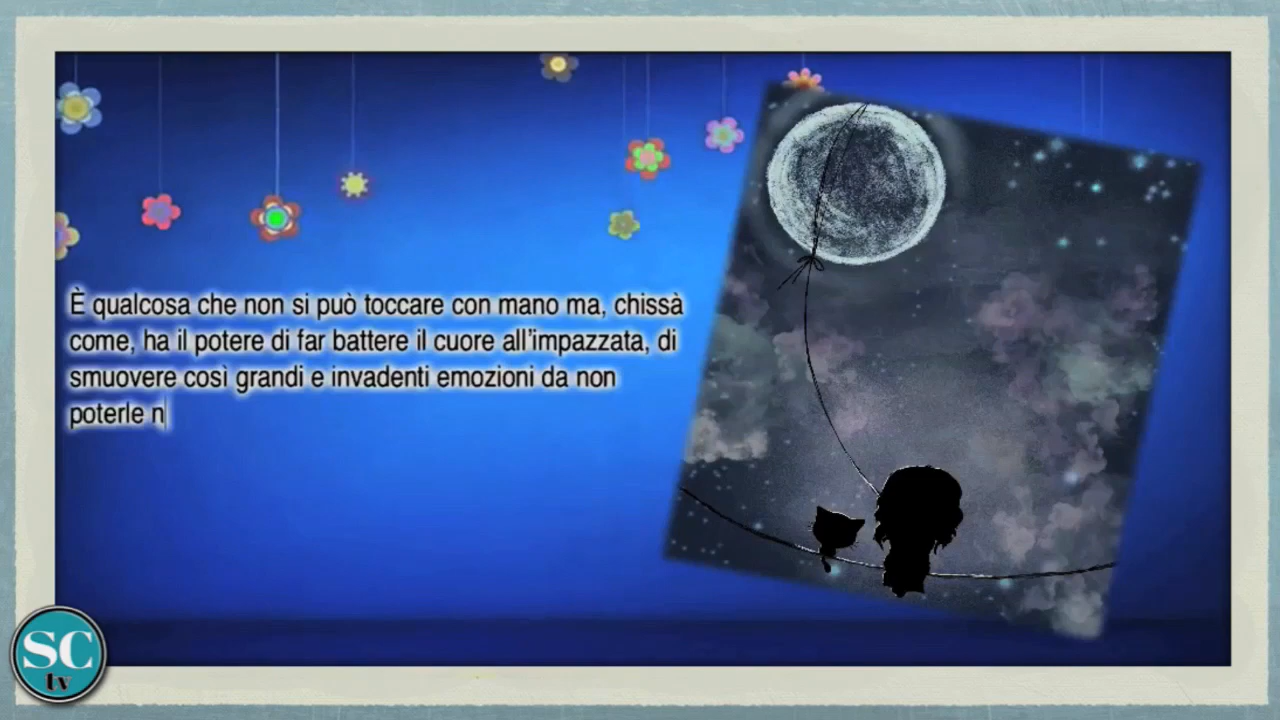 È qualcosa che non si può toccare con mano ma, chissà
come, ha il potere di far battere il cuore all'impazzata, di
smuovere così grandi e invadenti emozioni da non
poterle n
SC
tv